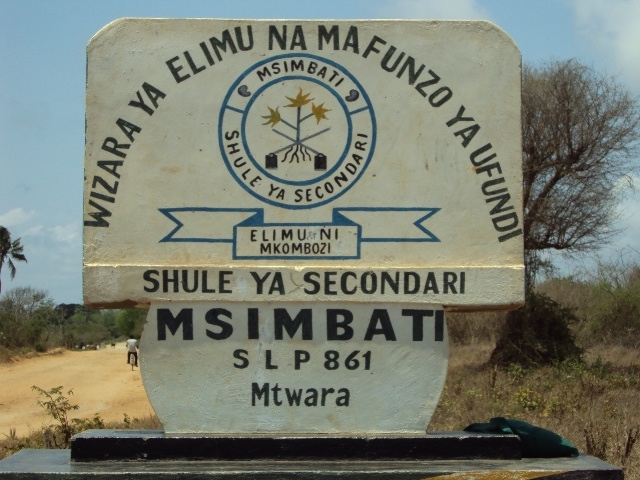 WIZARA YA ELIMU NA MAFUNZO YA UFUNDI
MSIMBATI
SHULE YA SECONDARI
ELIMU NI
MKOMBOZI
SHULE YA SECONDARI
MSIMBATI
S L P 861
Mtwara